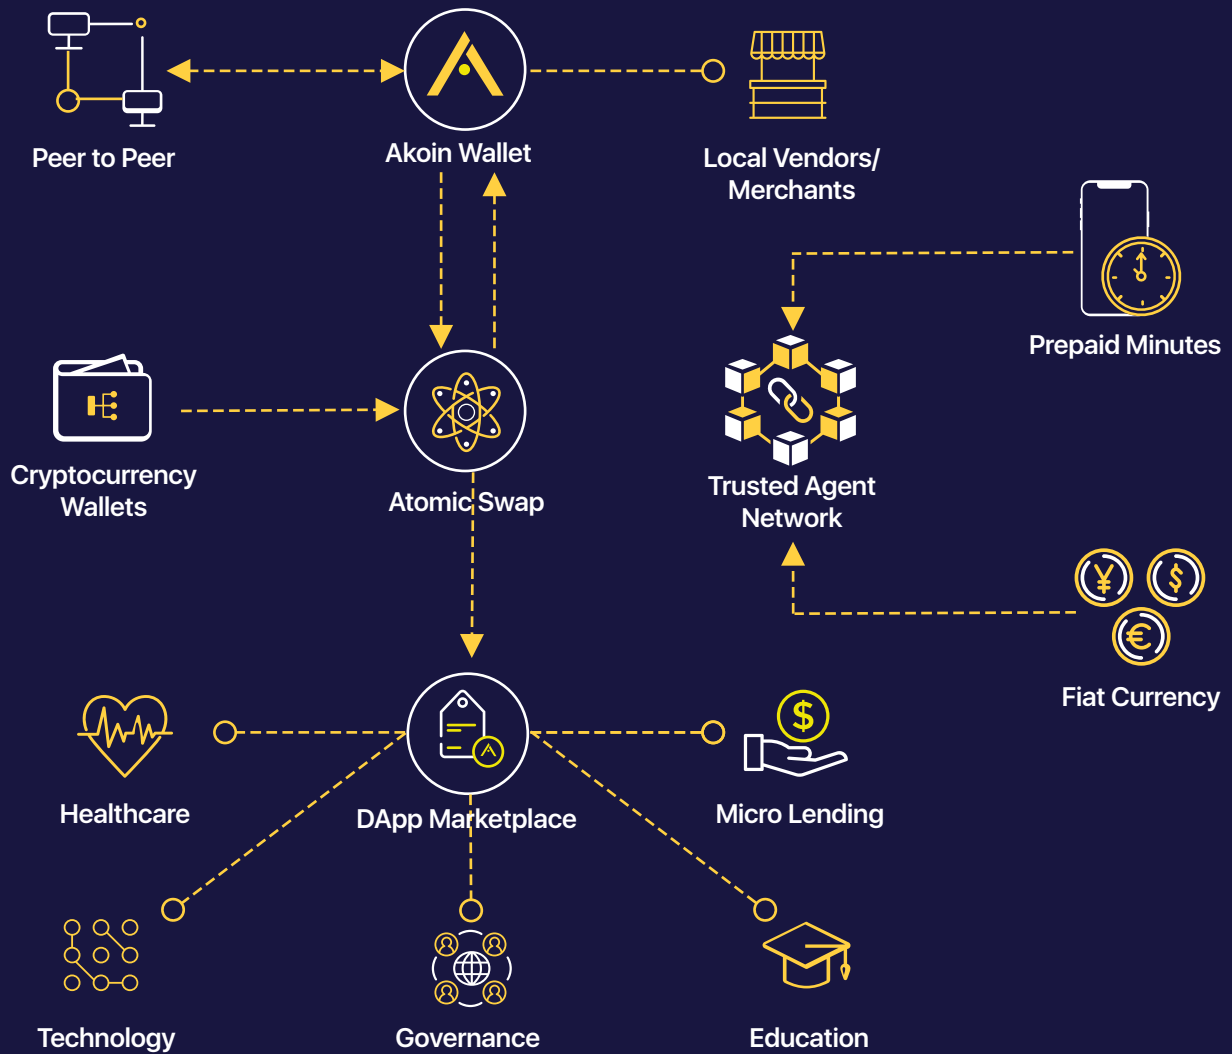 Peer to Peer
Akoin Wallet
Local Vendors/
Merchants
Prepaid Minutes
Cryptocurrency
Wallets
Atomic Swap
Trusted Agent
Network
Fiat Currency
Healthcare
DApp Marketplace
Micro Lending
Technology
Governance
Education